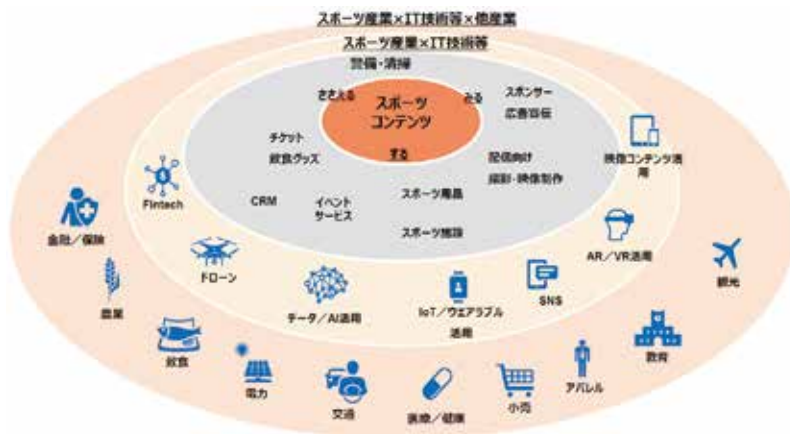 スポーツ産業×IT技術等×他産業
スポーツ産業×IT技術等
警備・清掃
ささえる
スポーツ
コンテンツ
みる
する
スポンサー
広告宣伝
チケット
飲食グッズ
配信向け
撮影・映像制作
CRM
イベント
サービス
スポーツ用品
スポーツ施設
映像コンテンツ活
用
Fintech
ドローン
データ/AI活用
IoT/ウエアラブル
活用
SNS
AR/VR活用
金融/保険
農業
飲食
電力
交通
医療/健康
小売
アパレル
教育
観光